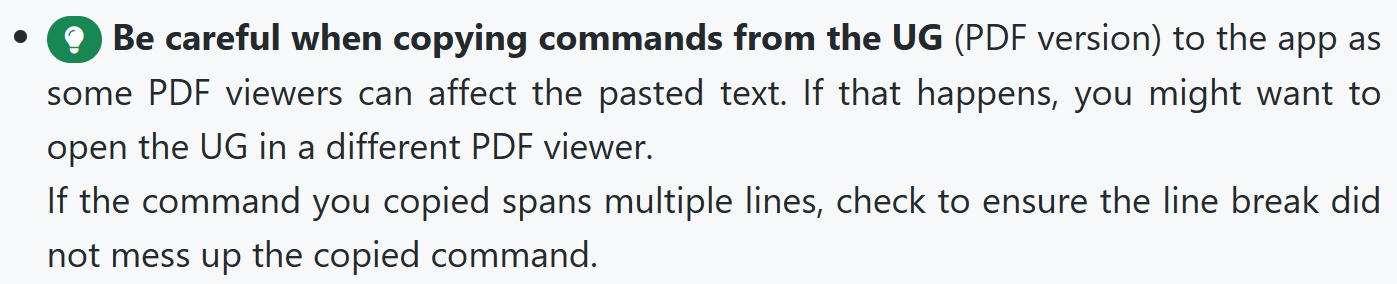 Be careful when copying commands from the UG (PDF version) to the app as
some PDF viewers can affect the pasted text. If that happens, you might want to
open the UG in a different PDF viewer.
If the command you copied spans multiple lines, check to ensure the line break did
not mess up the copied command.